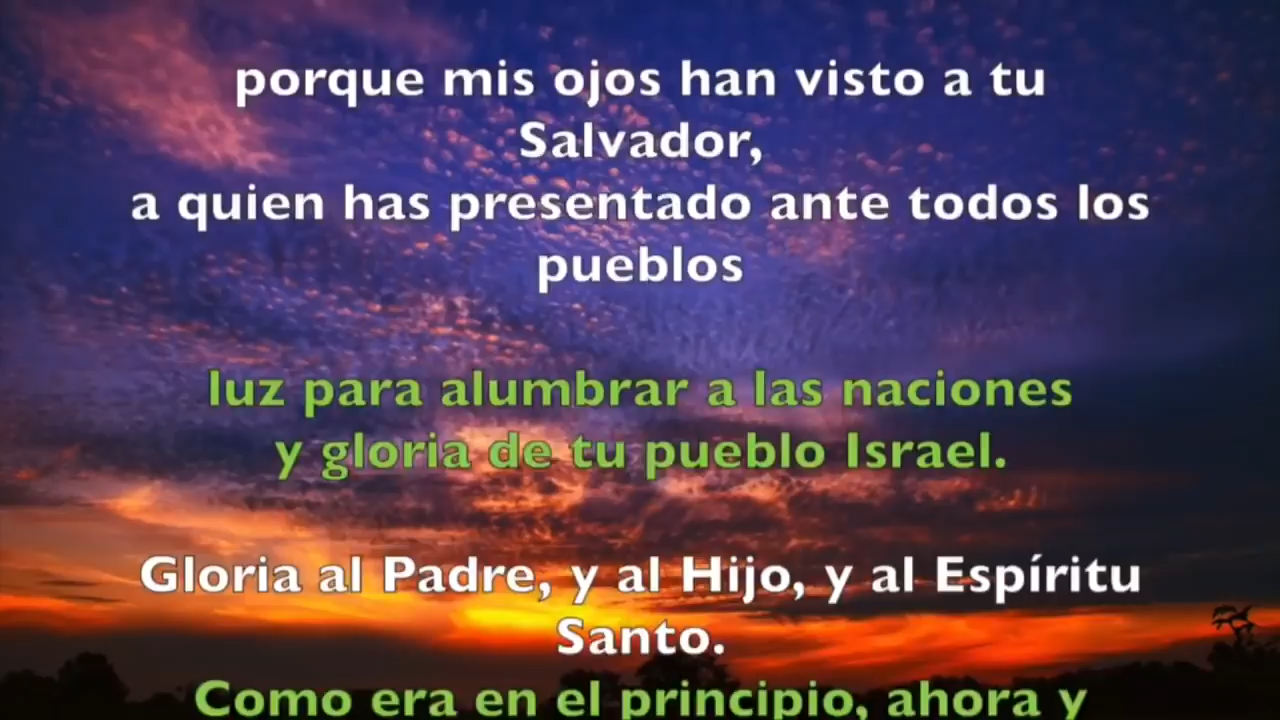 porque mis ojos han visto a tu
Salvador,
a quien has presentado ante todos los
pueblos
luz para alumbrar a las naciones
y gloria de tu pueblo Israel.
Gloria al Padre, y al Hijo, y al Espíritu
Santo.
Como era en el principio, ahora y